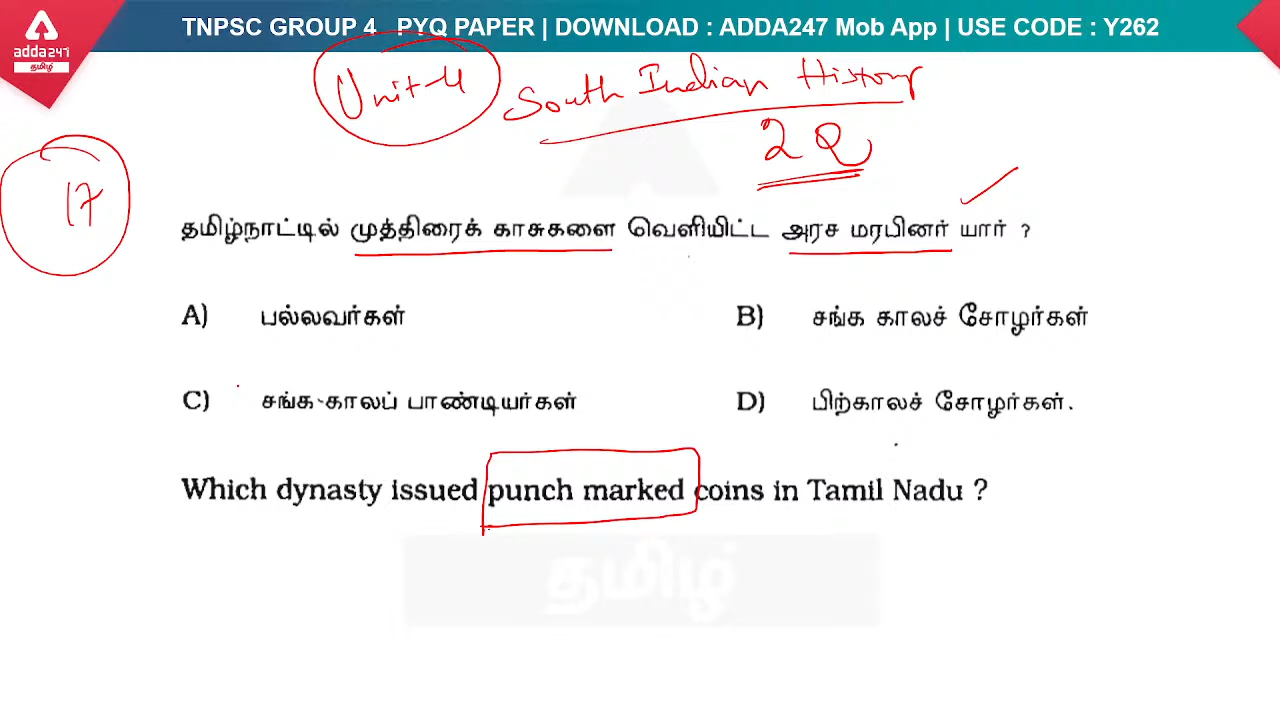 TNPSC GROUP 4 PYQ PAPER | DOWNLOAD : ADDA247 Mob App | USE CODE : Y262
adda247
தமிழ்
Unit-4 South Indian History
2 Q
17
தமிழ்நாட்டில் முத்திரைக் காசுகளை வெளியிட்ட அரச மரபினர் யார் ?
A) பல்லவர்கள்
B) சங்க காலச் சோழர்கள்
C) சங்க காலப் பாண்டியர்கள்
D) பிற்காலச் சோழர்கள்.
Which dynasty issued punch marked coins in Tamil Nadu ?
தமிழ்